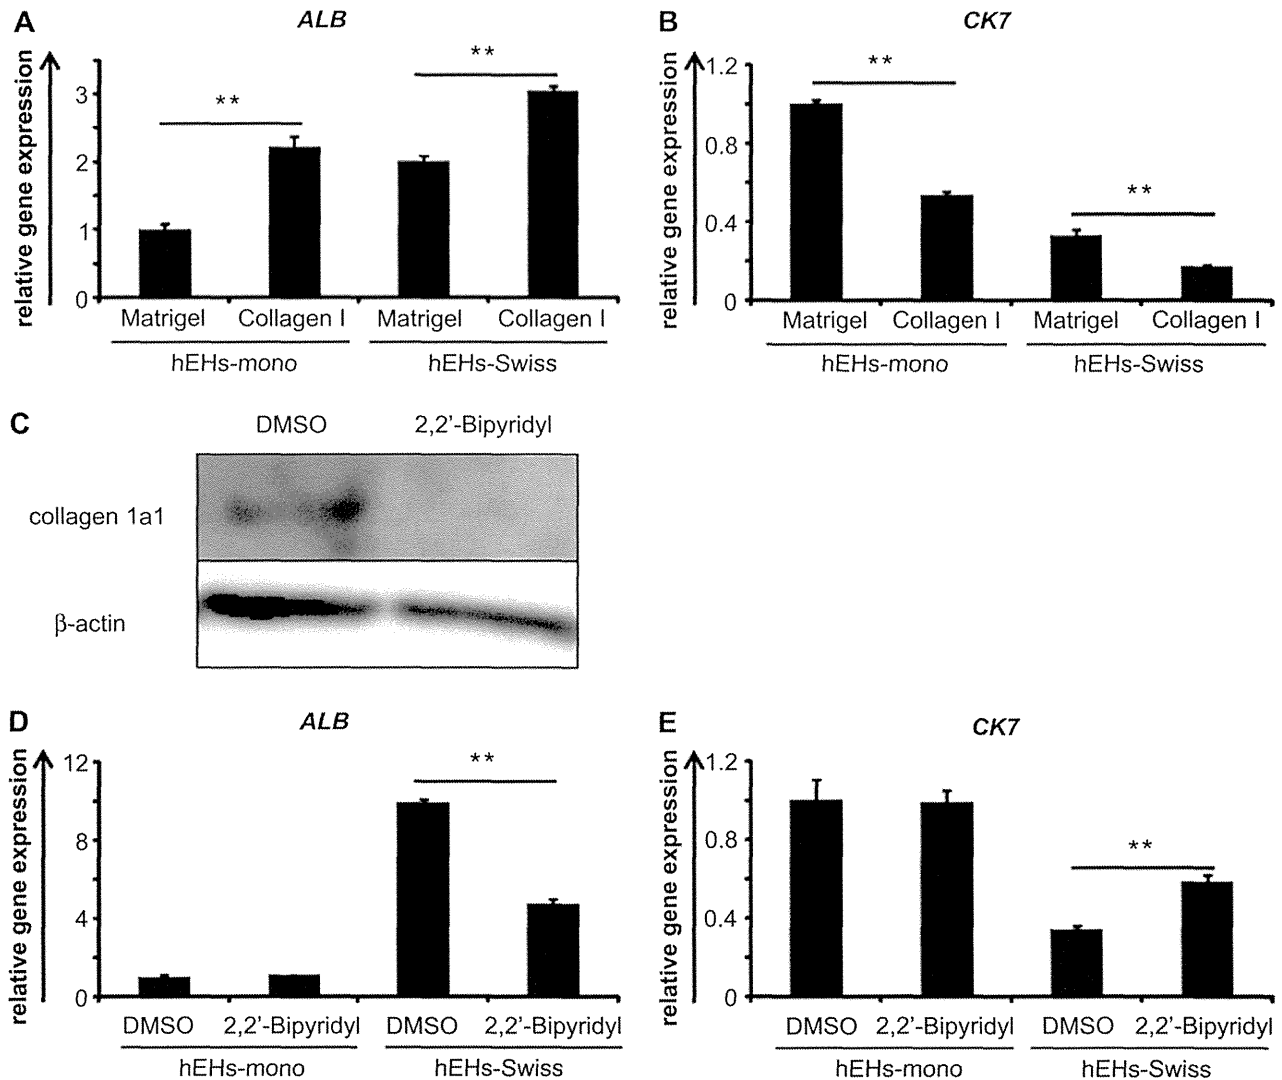 A
ALB
relative gene expression
3
2
1
0
**
**
Matrigel Collagen I Matrigel Collagen I
hEHs-mono hEHs-Swiss
B
CK7
relative gene expression
1.2
0.8
0.4
0
**
**
Matrigel Collagen I Matrigel Collagen I
hEHs-mono hEHs-Swiss
C
DMSO 2,2'-Bipyridyl
collagen 1a1
β-actin
D
ALB
relative gene expression
12
8
4
0
**
DMSO 2,2'-Bipyridyl DMSO 2,2'-Bipyridyl
hEHs-mono hEHs-Swiss
E
CK7
relative gene expression
1.2
0.8
0.4
0
**
DMSO 2,2'-Bipyridyl DMSO 2,2'-Bipyridyl
hEHs-mono hEHs-Swiss